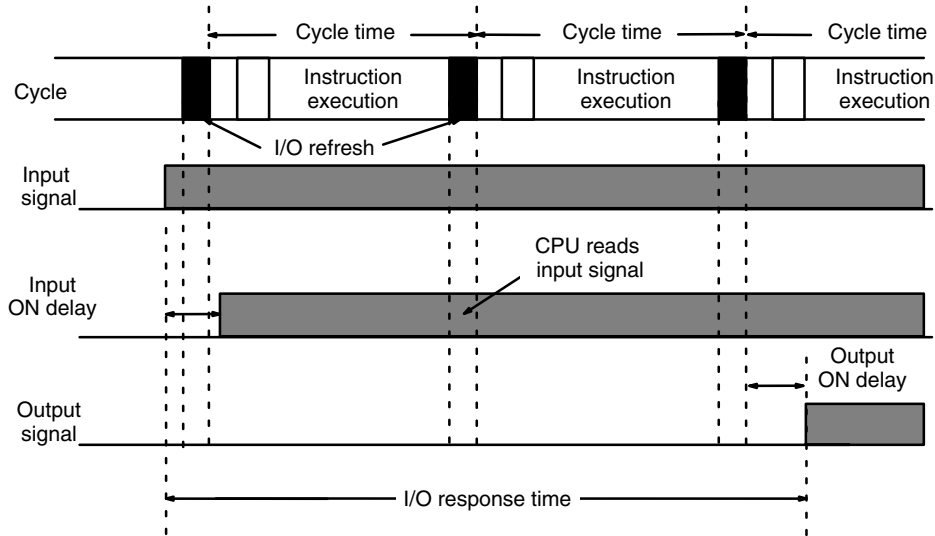 Cycle time
Cycle time
Cycle time
Cycle
Instruction
execution
Instruction
execution
Instruction
execution
I/O refresh
Input
signal
CPU reads
input signal
Input
ON delay
Output
ON delay
Output
signal
I/O response time